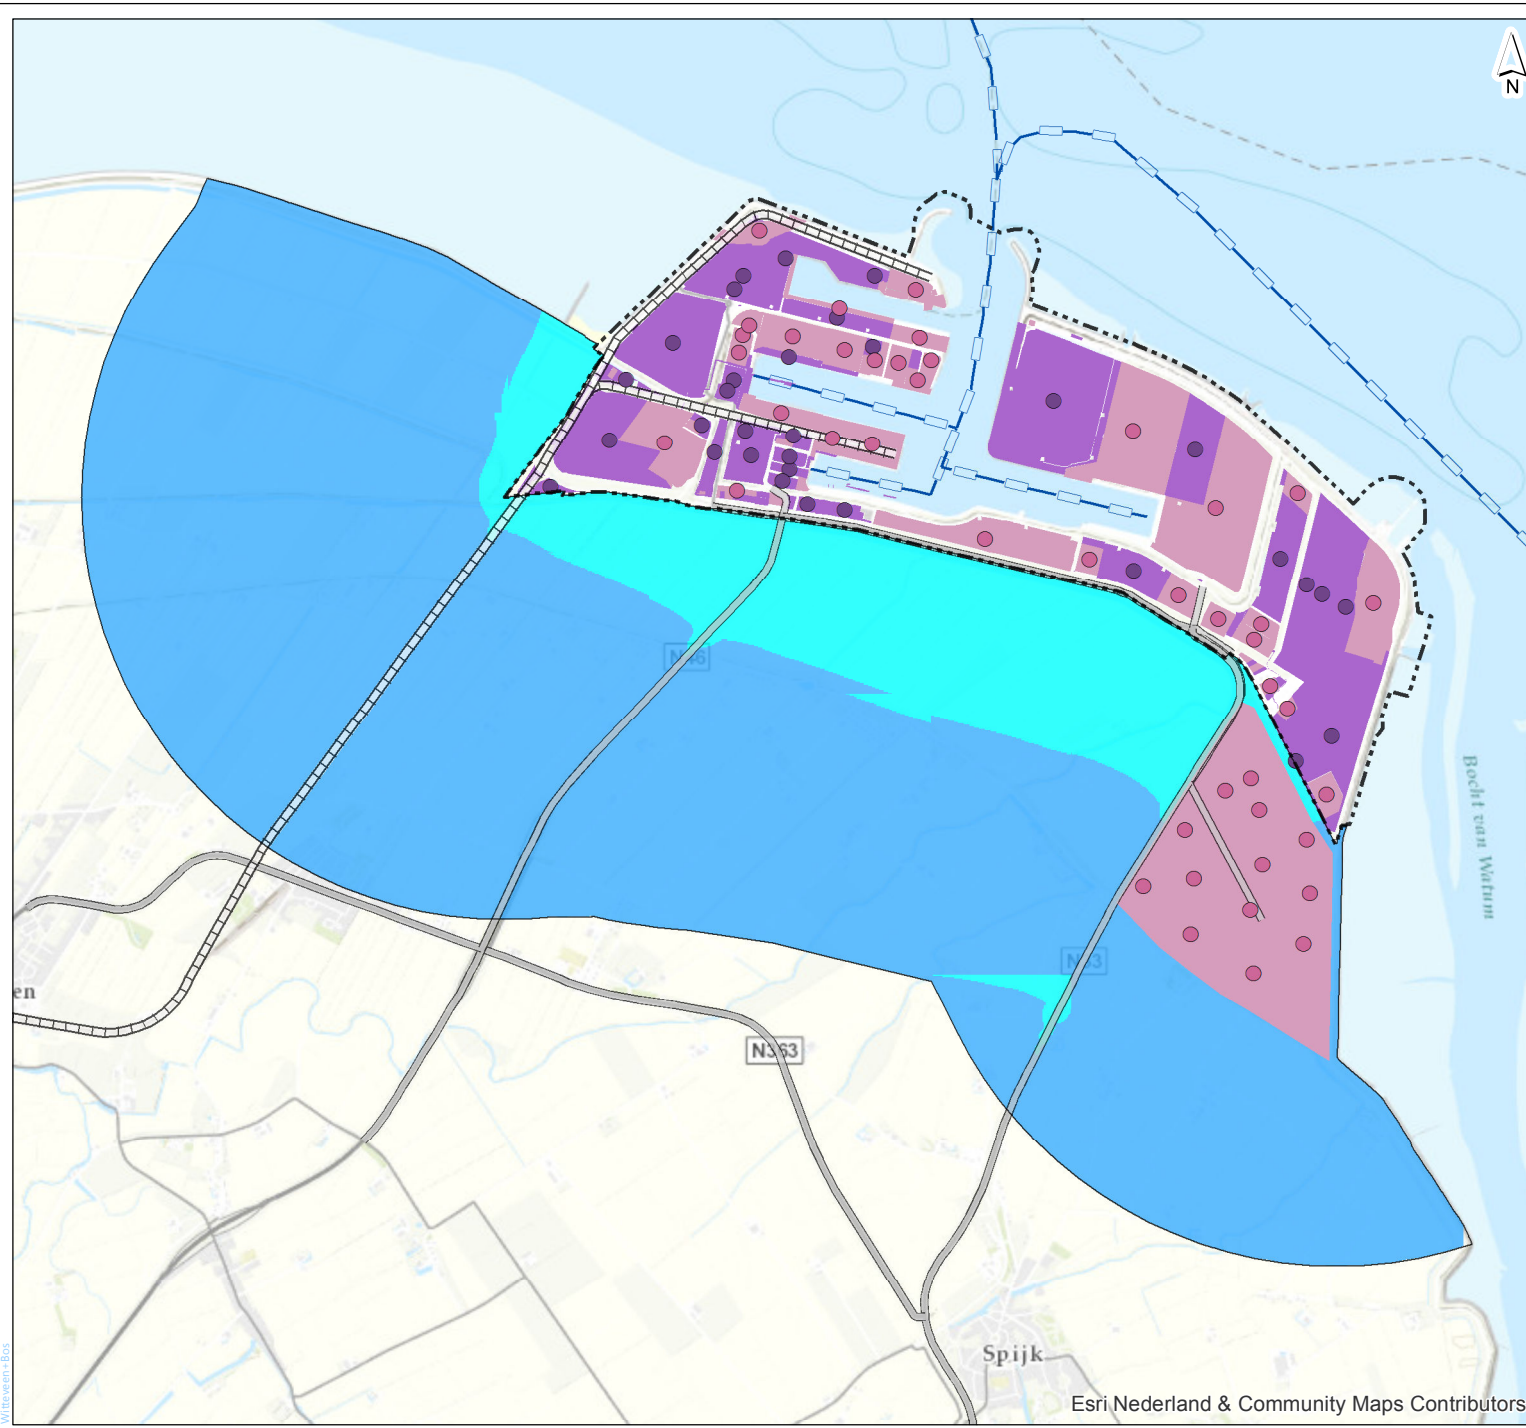 N
N46
Bocht van Watum
N33
en
N363
Spijk
Esri Nederland & Community Maps Contributors
Witteveen+Bos